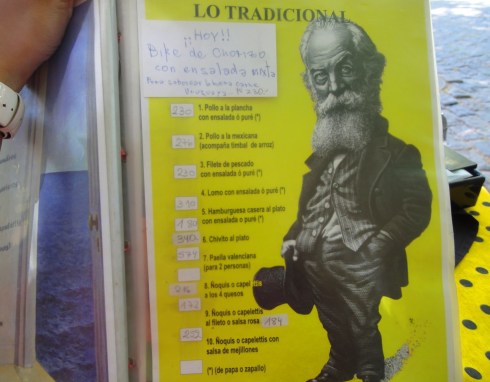 LO TRADICIONAL
¡¡HOY!!
Bife de Chorizo
con ensalada mixta
230 1. Pollo a la plancha
con ensalada ó puré (*)
2. Pollo a la mexicana
(acompaña timbal de arroz)
230 3. Filete de pescado
con ensalada ó puré (*)
4. Lomo con ensalada ó puré (*)
5. Hamburguesa casera al plato
con ensalada o puré (*)
340 6. Chivito al plato
7. Paella valenciana
(para 2 personas)
8. Ñoquis o capelettis
a los 4 quesos
9. Ñoquis o capelettis
al fileto o salsa rosa 184
10. Ñoquis o capelettis con
salsa de mejillones
(*) (de papa o zapallo)